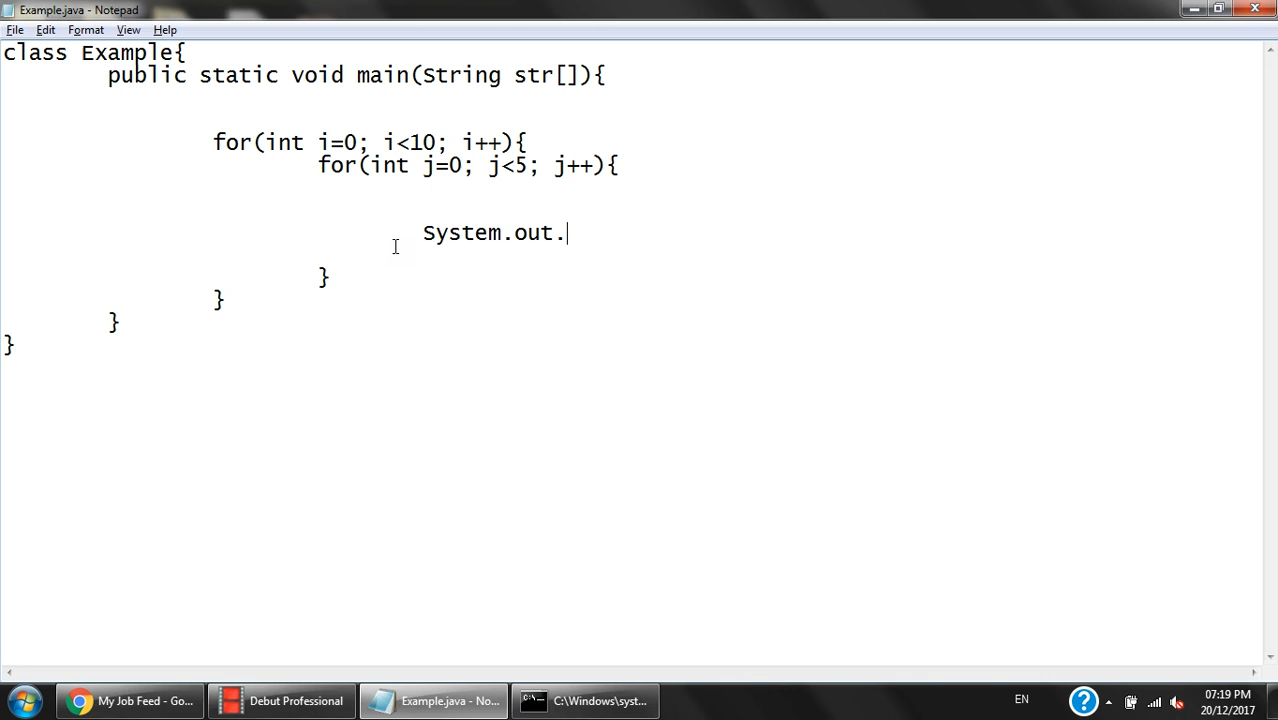 Example.java - Notepad
File Edit Format View Help
class Example{
public static void main(String str[]){
for(int i=0; i<10; i++){
for(int j=0; j<5; j++){
System.out.
}
}
}
}
My Job Feed - Go... Debut Professional Example.java - No... C:\Windows\syst... EN 07:19 PM
20/12/2017